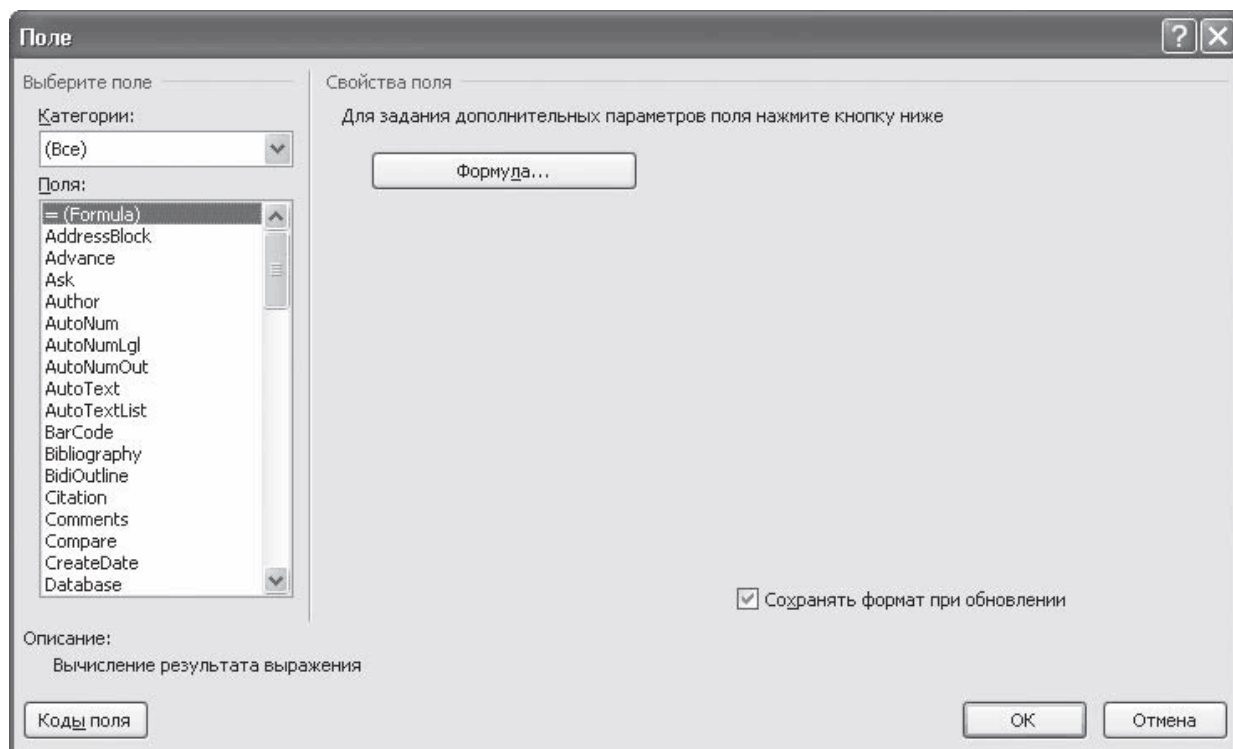 Поле
Выберите поле
Категории:
(Все)
Поля:
= (Formula)
AddressBlock
Advance
Ask
Author
AutoNum
AutoNumLgl
AutoNumOut
AutoText
AutoTextList
BarCode
Bibliography
BidiOutline
Citation
Comments
Compare
CreateDate
Database
Свойства поля
Для задания дополнительных параметров поля нажмите кнопку ниже
Формула...
Сохранять формат при обновлении
Описание:
Вычисление результата выражения
Коды поля
ОК
Отмена